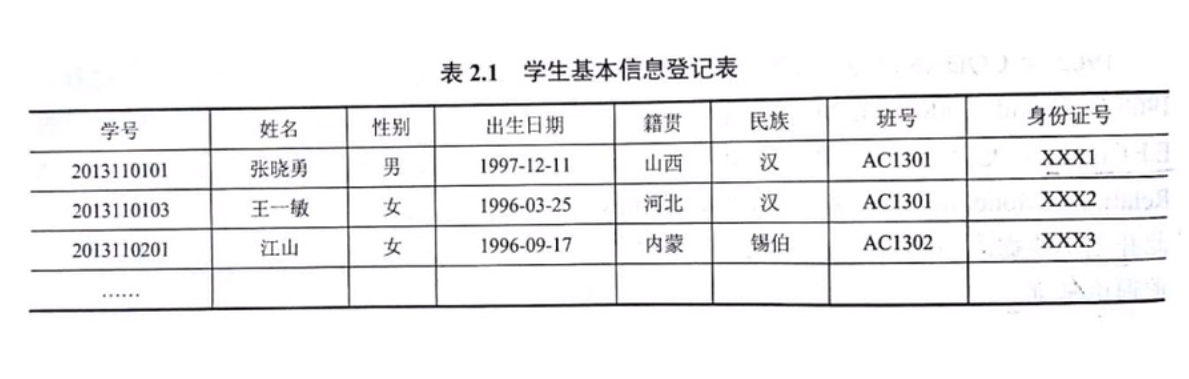 表 2.1 学生基本信息登记表
学号 姓名 性别 出生日期 籍贯 民族 班号 身份证号
2013110101 张晓勇 男 1997-12-11 山西 汉 AC1301 XXX1
2013110103 王一敏 女 1996-03-25 河北 汉 AC1301 XXX2
2013110201 江山 女 1996-09-17 内蒙 锡伯 AC1302 XXX3
……